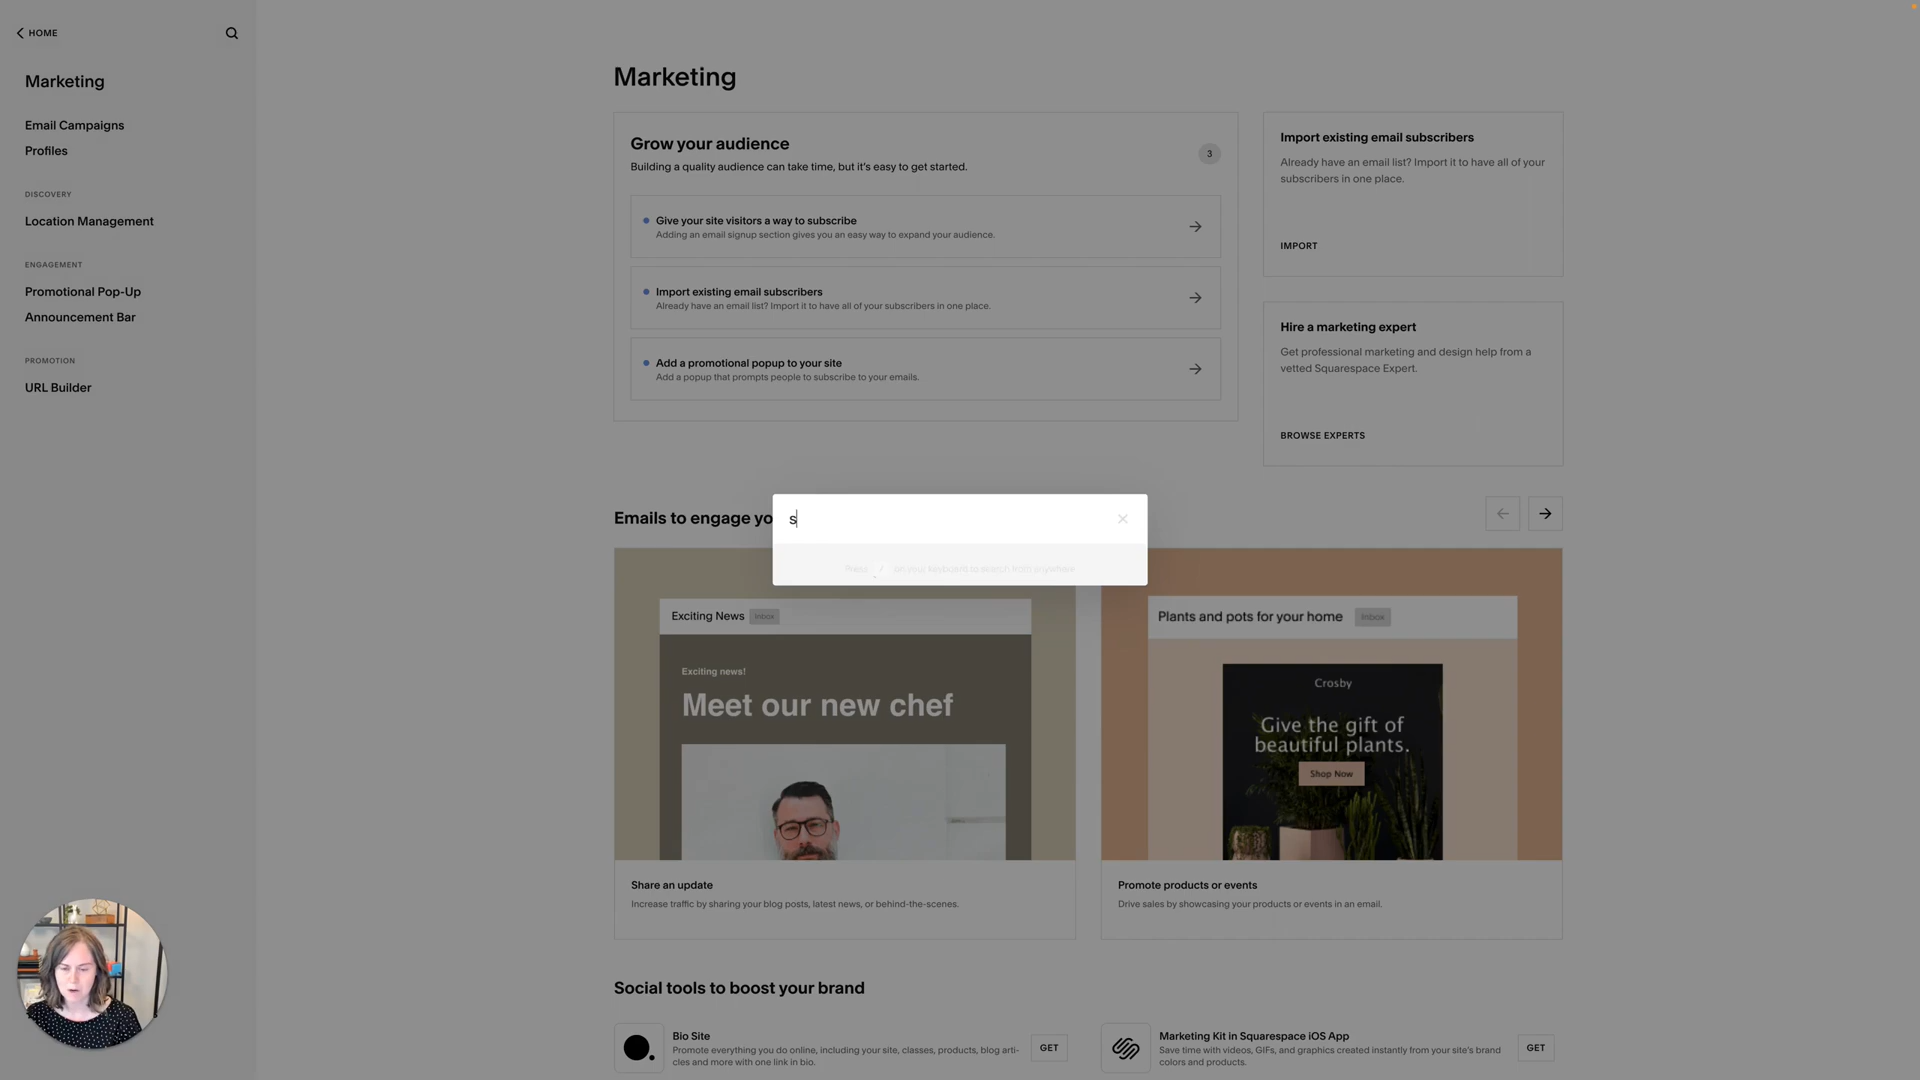 HOME
Marketing
Email Campaigns
Profiles
DISCOVERY
Location Management
ENGAGEMENT
Promotional Pop-Up
Announcement Bar
PROMOTION
URL Builder
Marketing
Grow your audience
Building a quality audience can take time, but it's easy to get started.
3
Give your site visitors a way to subscribe
Adding an email signup section gives you an easy way to expand your audience.
Import existing email subscribers
Already have an email list? Import it to have all of your subscribers in one place.
Add a promotional popup to your site
Add a popup that prompts people to subscribe to your emails.
Import existing email subscribers
Already have an email list? Import it to have all of your
subscribers in one place.
IMPORT
Hire a marketing expert
Get professional marketing and design help from a
vetted Squarespace Expert.
BROWSE EXPERTS
s
Press / on your keyboard to search from anywhere
Emails to engage yo
Exciting News Inbox
Exciting news!
Meet our new chef
Share an update
Increase traffic by sharing your blog posts, latest news, or behind-the-scenes.
Plants and pots for your home Inbox
Crosby
Give the gift of
beautiful plants.
Shop Now
Promote products or events
Drive sales by showcasing your products or events in an email.
Social tools to boost your brand
Bio Site
Promote everything you do online, including your site, classes, products, blog arti-
cles and more with one link in bio.
GET
Marketing Kit in Squarespace iOS App
Save time with videos, GIFs, and graphics created instantly from your site's brand
colors and products.
GET